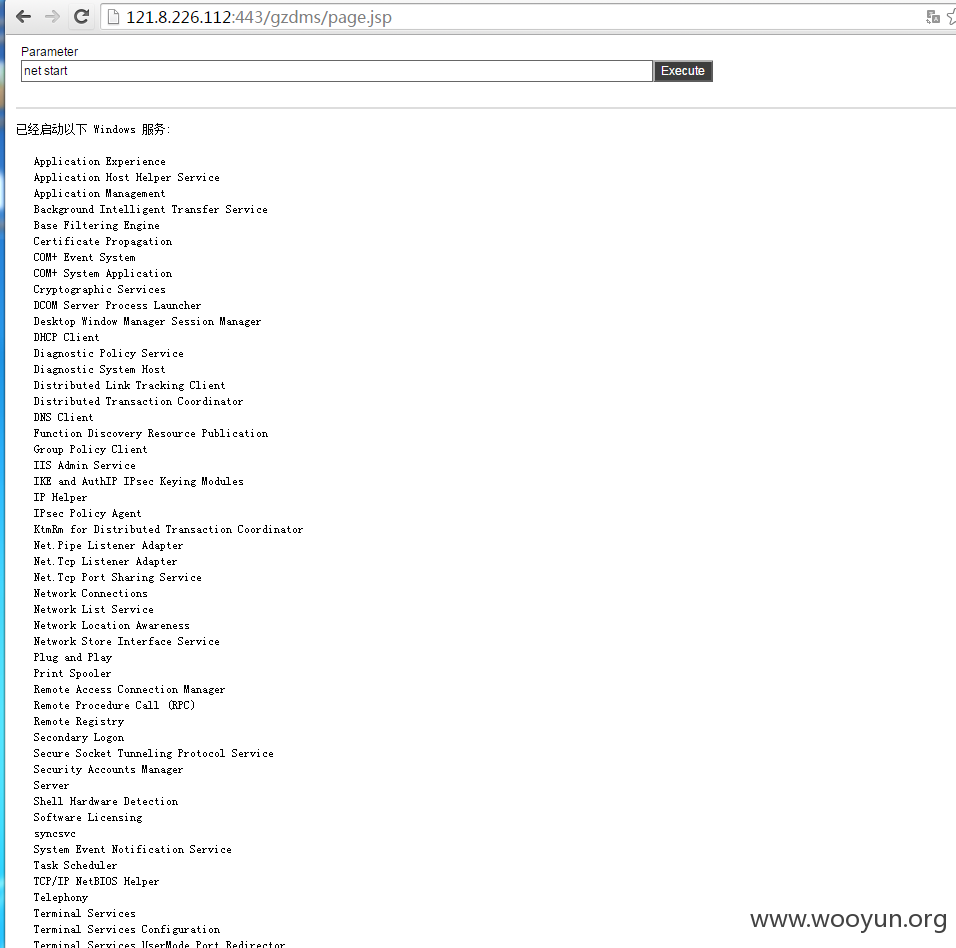 121.8.226.112:443/gzdms/page.jsp
Parameter
net start Execute
已经启动以下 Windows 服务:
Application Experience
Application Host Helper Service
Application Management
Background Intelligent Transfer Service
Base Filtering Engine
Certificate Propagation
COM+ Event System
COM+ System Application
Cryptographic Services
DCOM Server Process Launcher
Desktop Window Manager Session Manager
DHCP Client
Diagnostic Policy Service
Diagnostic System Host
Distributed Link Tracking Client
Distributed Transaction Coordinator
DNS Client
Function Discovery Resource Publication
Group Policy Client
IIS Admin Service
IKE and AuthIP IPsec Keying Modules
IP Helper
IPsec Policy Agent
KtmRm for Distributed Transaction Coordinator
Net.Pipe Listener Adapter
Net.Tcp Listener Adapter
Net.Tcp Port Sharing Service
Network Connections
Network List Service
Network Location Awareness
Network Store Interface Service
Plug and Play
Print Spooler
Remote Access Connection Manager
Remote Procedure Call (RPC)
Remote Registry
Secondary Logon
Secure Socket Tunneling Protocol Service
Security Accounts Manager
Server
Shell Hardware Detection
Software Licensing
syncsvc
System Event Notification Service
Task Scheduler
TCP/IP NetBIOS Helper
Telephony
Terminal Services
Terminal Services Configuration
Terminal Services UserMode Port Redirector
www.wooyun.org